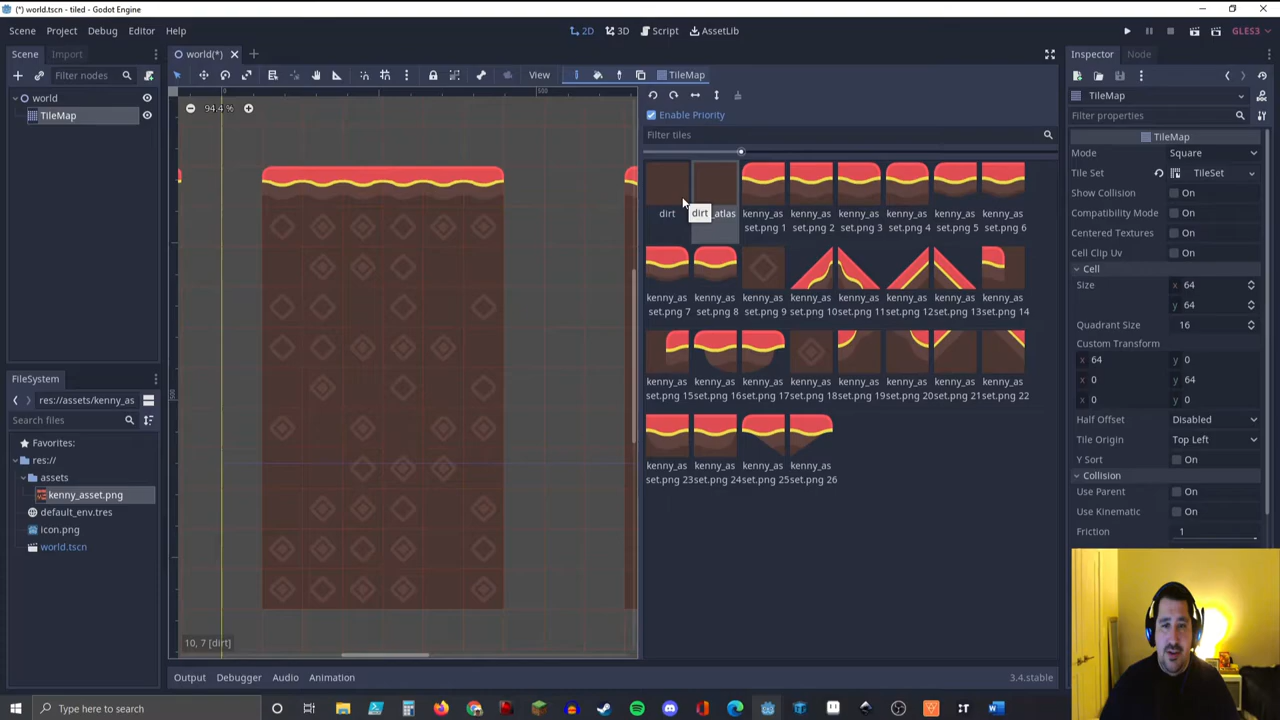 (*) world.tscn - tiled - Godot Engine
Scene Project Debug Editor Help
2D 3D Script AssetLib
GLES3
Scene Import
world(*)
Inspector Node
Filter nodes
View
TileMap
world
TileMap
94.4 %
0
500
Enable Priority
Filter tiles
dirt
dirt_atlas
dirt
kenny_as
set.png 1
kenny_as
set.png 2
kenny_as
set.png 3
kenny_as
set.png 4
kenny_as
set.png 5
kenny_as
set.png 6
kenny_as
set.png 7
kenny_as
set.png 8
kenny_as
set.png 9
kenny_as
set.png 10
kenny_as
set.png 11
kenny_as
set.png 12
kenny_as
set.png 13
kenny_as
set.png 14
kenny_as
set.png 15
kenny_as
set.png 16
kenny_as
set.png 17
kenny_as
set.png 18
kenny_as
set.png 19
kenny_as
set.png 20
kenny_as
set.png 21
kenny_as
set.png 22
kenny_as
set.png 23
kenny_as
set.png 24
kenny_as
set.png 25
kenny_as
set.png 26
TileMap
Filter properties
TileMap
Mode Square
Tile Set TileSet
Show Collision On
Compatibility Mode On
Centered Textures On
Cell Clip Uv On
Cell
Size x 64
y 64
Quadrant Size 16
Custom Transform
x 64 y 0
x 0 y 64
x 0 y 0
Half Offset Disabled
Tile Origin Top Left
Y Sort On
Collision
Use Parent On
Use Kinematic On
Friction 1
FileSystem
res://assets/kenny_as
Search files
Favorites:
res://
assets
kenny_asset.png
default_env.tres
icon.png
world.tscn
10, 7 [dirt]
Output Debugger Audio Animation
3.4.stable
Type here to search